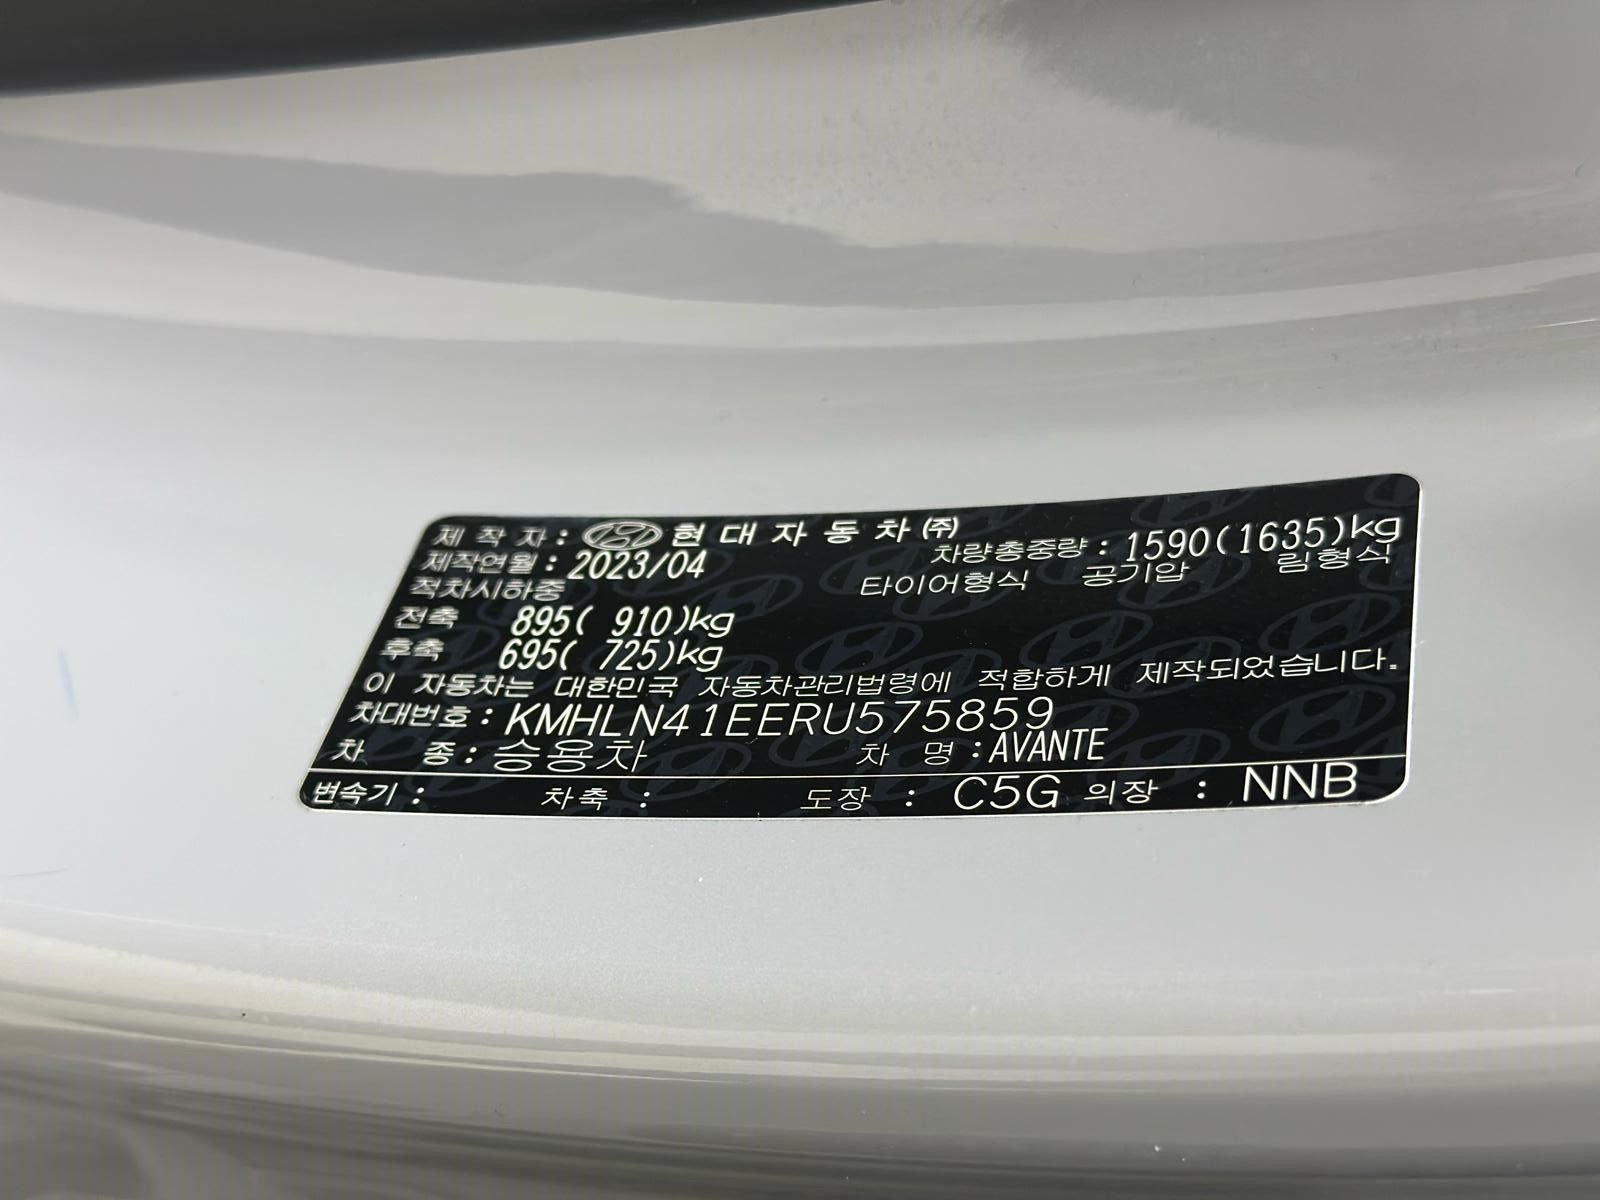 제 작 자 : 현 대 자 동 차 (주)
제작연월 : 2023/04 차량총중량 : 1590(1635)kg
적차시하중 타이어형식 공기압 림형식
전축 895( 910)kg
후축 695( 725)kg
이 자동차는 대한민국 자동차관리법령에 적합하게 제작되었습니다.
차대번호 : KMHLN41EERU575859
차 종 : 승용차 차 명 : AVANTE
변속기 : 차축 : 도장 : C5G 의장 : NNB